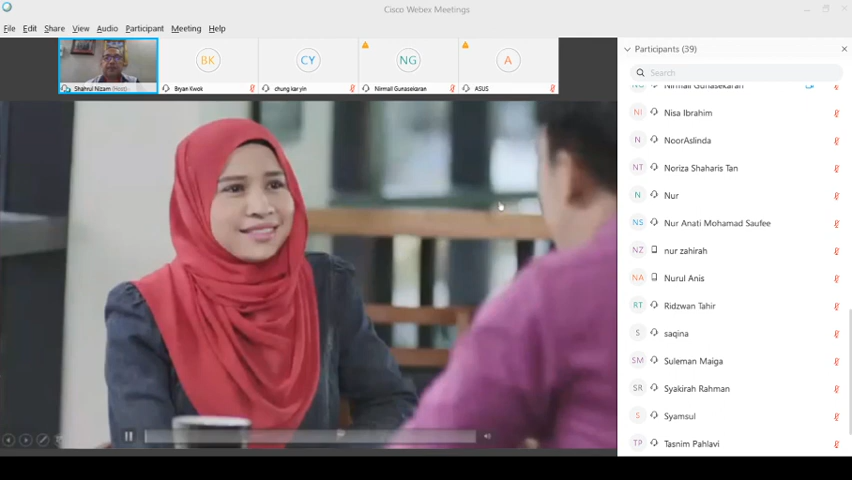 Cisco Webex Meetings
File Edit Share View Audio Participant Meeting Help
Participants (39)
Search
BK
CY
NG
A
Shahrul Nizam (Host)
Bryan Kwok
chung kar yin
Nirmall Gunasekaran
ASUS
Nirmall Gunasekaran
NI Nisa Ibrahim
N NoorAslinda
NT Noriza Shaharis Tan
N Nur
NS Nur Anati Mohamad Saufee
NZ nur zahirah
NA Nurul Anis
RT Ridzwan Tahir
S saqina
SM Suleman Maiga
SR Syakirah Rahman
S Syamsul
TP Tasnim Pahlavi